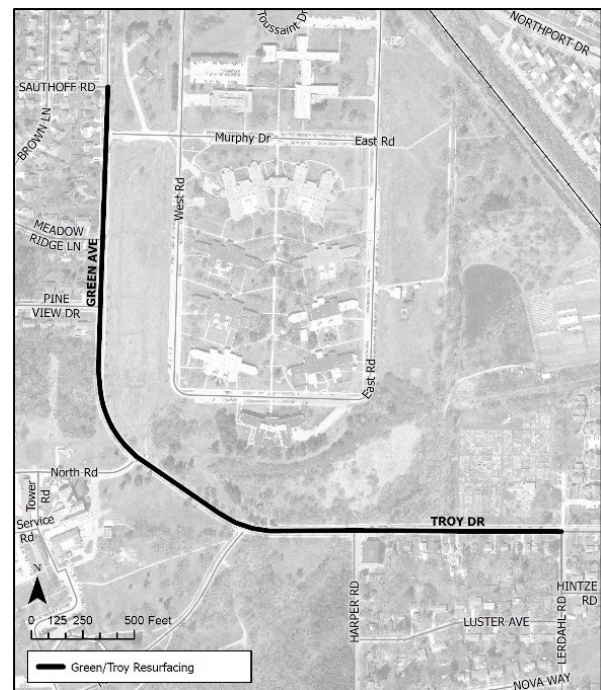 Toussaint Dr
NORTHPORT DR
SAUTHOFF RD
BROWN LN
Murphy Dr
East Rd
West Rd
MEADOW
RIDGE LN
GREEN AVE
PINE
VIEW DR
East Rd
North Rd
Tower
Rd
Service
Rd
TROY DR
N
0 125 250 500 Feet
HARPER RD
LUSTER AVE
LERDAHL RD
HINTZE
RD
NOVA WAY
Green/Troy Resurfacing